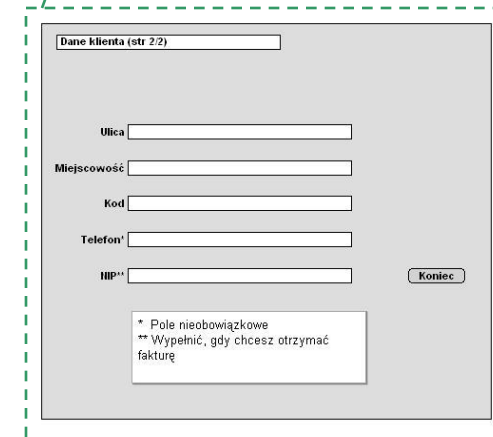 Dane klienta (str 2/2)
Ulica
Miejscowość
Kod
Telefon*
NIP**
Koniec
* Pole nieobowiązkowe
** Wypełnić, gdy chcesz otrzymać
fakturę